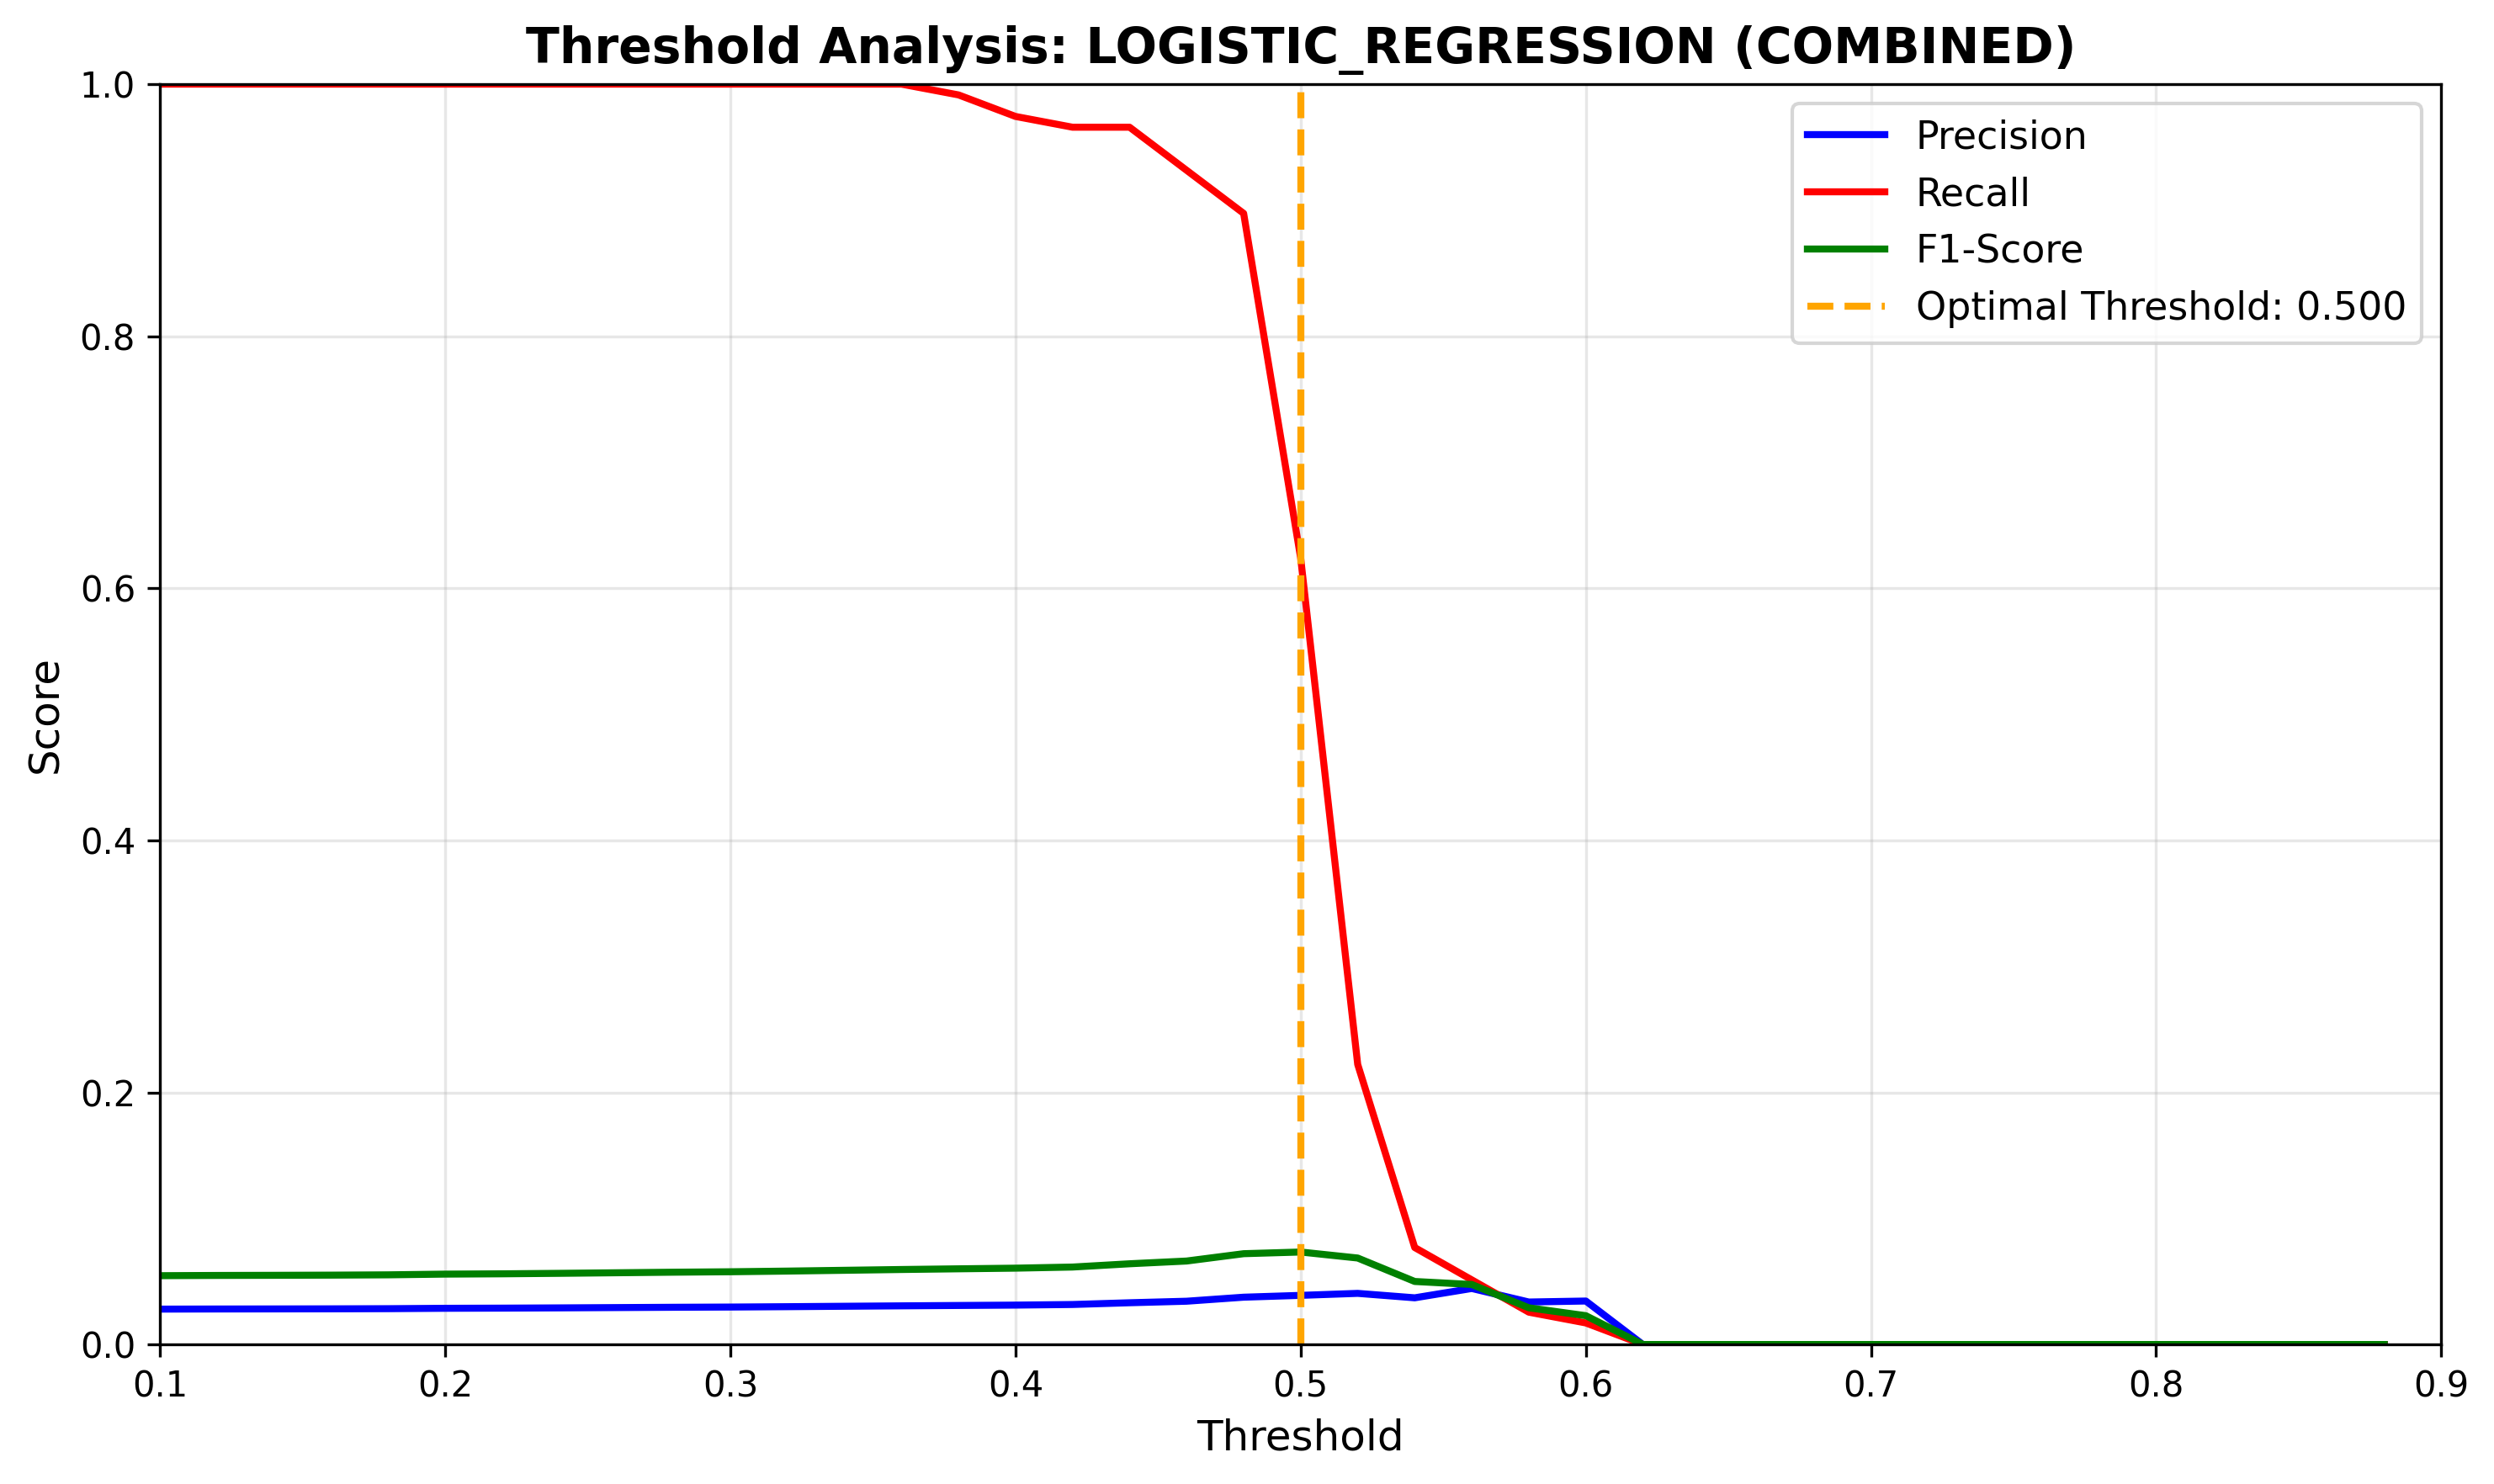 Threshold Analysis: LOGISTIC_REGRESSION (COMBINED)
1.0
0.8
0.6
0.4
0.2
0.0
Score
Precision
Recall
F1-Score
Optimal Threshold: 0.500
0.1 0.2 0.3 0.4 0.5 0.6 0.7 0.8 0.9
Threshold